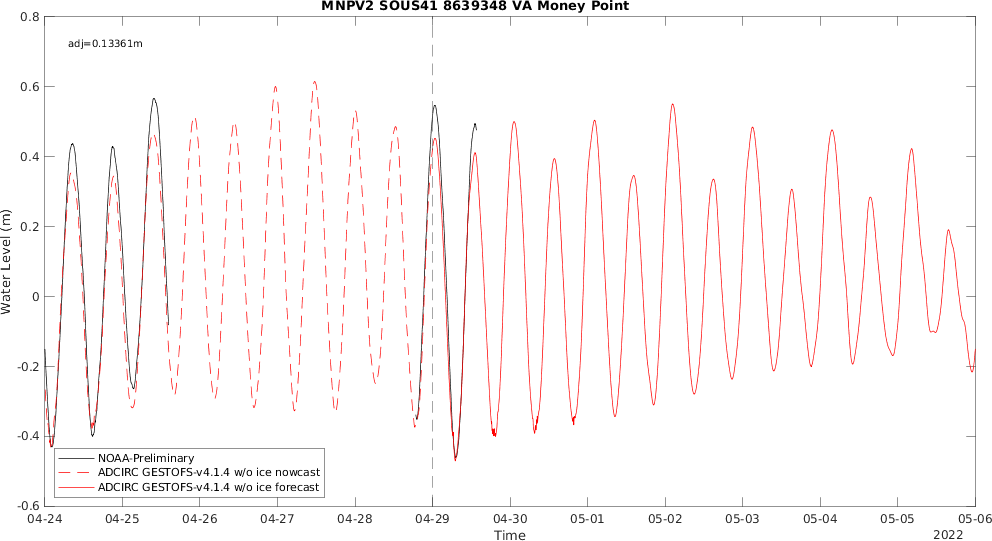 MNPV2 SOUS41 8639348 VA Money Point
adj=0.13361m
0.8
0.6
0.4
0.2
0
-0.2
-0.4
-0.6
Water Level (m)
NOAA-Preliminary
ADCIRC GESTOFS-v4.1.4 w/o ice nowcast
ADCIRC GESTOFS-v4.1.4 w/o ice forecast
04-24 04-25 04-26 04-27 04-28 04-29 04-30 05-01 05-02 05-03 05-04 05-05 05-06
Time
2022